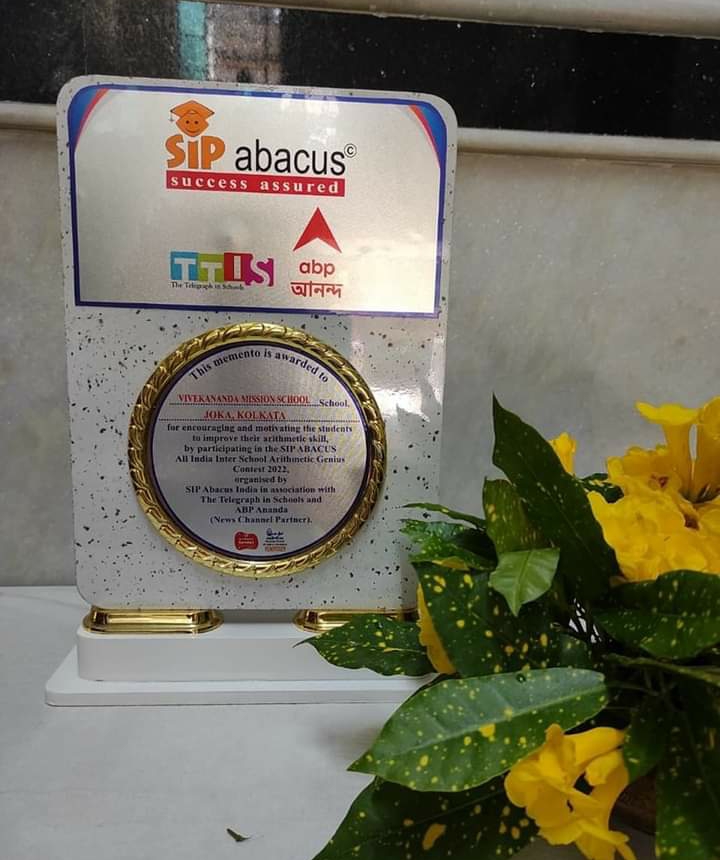 SIP abacus©
success assured
TTIS
The Telegraph in Schools
abp
আনন্দ
This memento is awarded to
VIVEKANANDA MISSION SCHOOL School,
JOKA, KOLKATA
for encouraging and motivating the students
to improve their arithmetic skill,
by participating in the SIP ABACUS
All India Inter School Arithmetic Genius
Contest 2022,
organised by
SIP Abacus India in association with
The Telegraph in Schools and
ABP Ananda
(News Channel Partner).